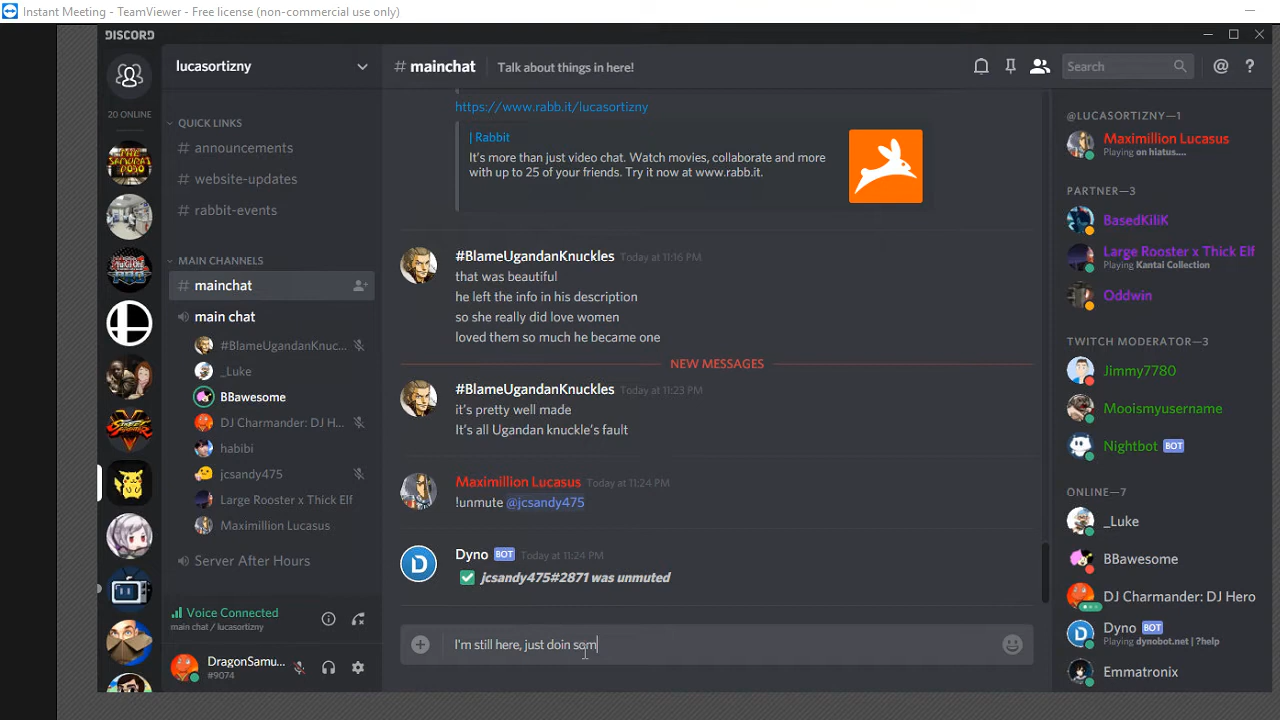 Instant Meeting - TeamViewer - Free license (non-commercial use only)
DISCORD
20 ONLINE
THE SAMURAI DOJO
lucasortizny
QUICK LINKS
# announcements
# website-updates
# rabbit-events
MAIN CHANNELS
# mainchat
main chat
#BlameUgandanKnuc...
_Luke
BBawesome
DJ Charmander: DJ H...
habibi
jcsandy475
Large Rooster x Thick Elf
Maximillion Lucasus
Server After Hours
Voice Connected
main chat / lucasortizny
DragonSamu...
#9074
# mainchat Talk about things in here!
Search
@ ?
https://www.rabb.it/lucasortizny
| Rabbit
It's more than just video chat. Watch movies, collaborate and more
with up to 25 of your friends. Try it now at www.rabb.it.
#BlameUgandanKnuckles Today at 11:16 PM
that was beautiful
he left the info in his description
so she really did love women
loved them so much he became one
NEW MESSAGES
#BlameUgandanKnuckles Today at 11:23 PM
it's pretty well made
It's all Ugandan knuckle's fault
Maximillion Lucasus Today at 11:24 PM
!unmute @jcsandy475
Dyno BOT Today at 11:24 PM
jcsandy475#2871 was unmuted
I'm still here, just doin som
@LUCASORTIZNY—1
Maximillion Lucasus
Playing on hiatus....
PARTNER—3
BasedKiliK
Large Rooster x Thick Elf
Playing Kantai Collection
Oddwin
TWITCH MODERATOR—3
Jimmy7780
Mooismyusername
Nightbot BOT
ONLINE—7
_Luke
BBawesome
DJ Charmander: DJ Hero
Dyno BOT
Playing dynobot.net | ?help
Emmatronix